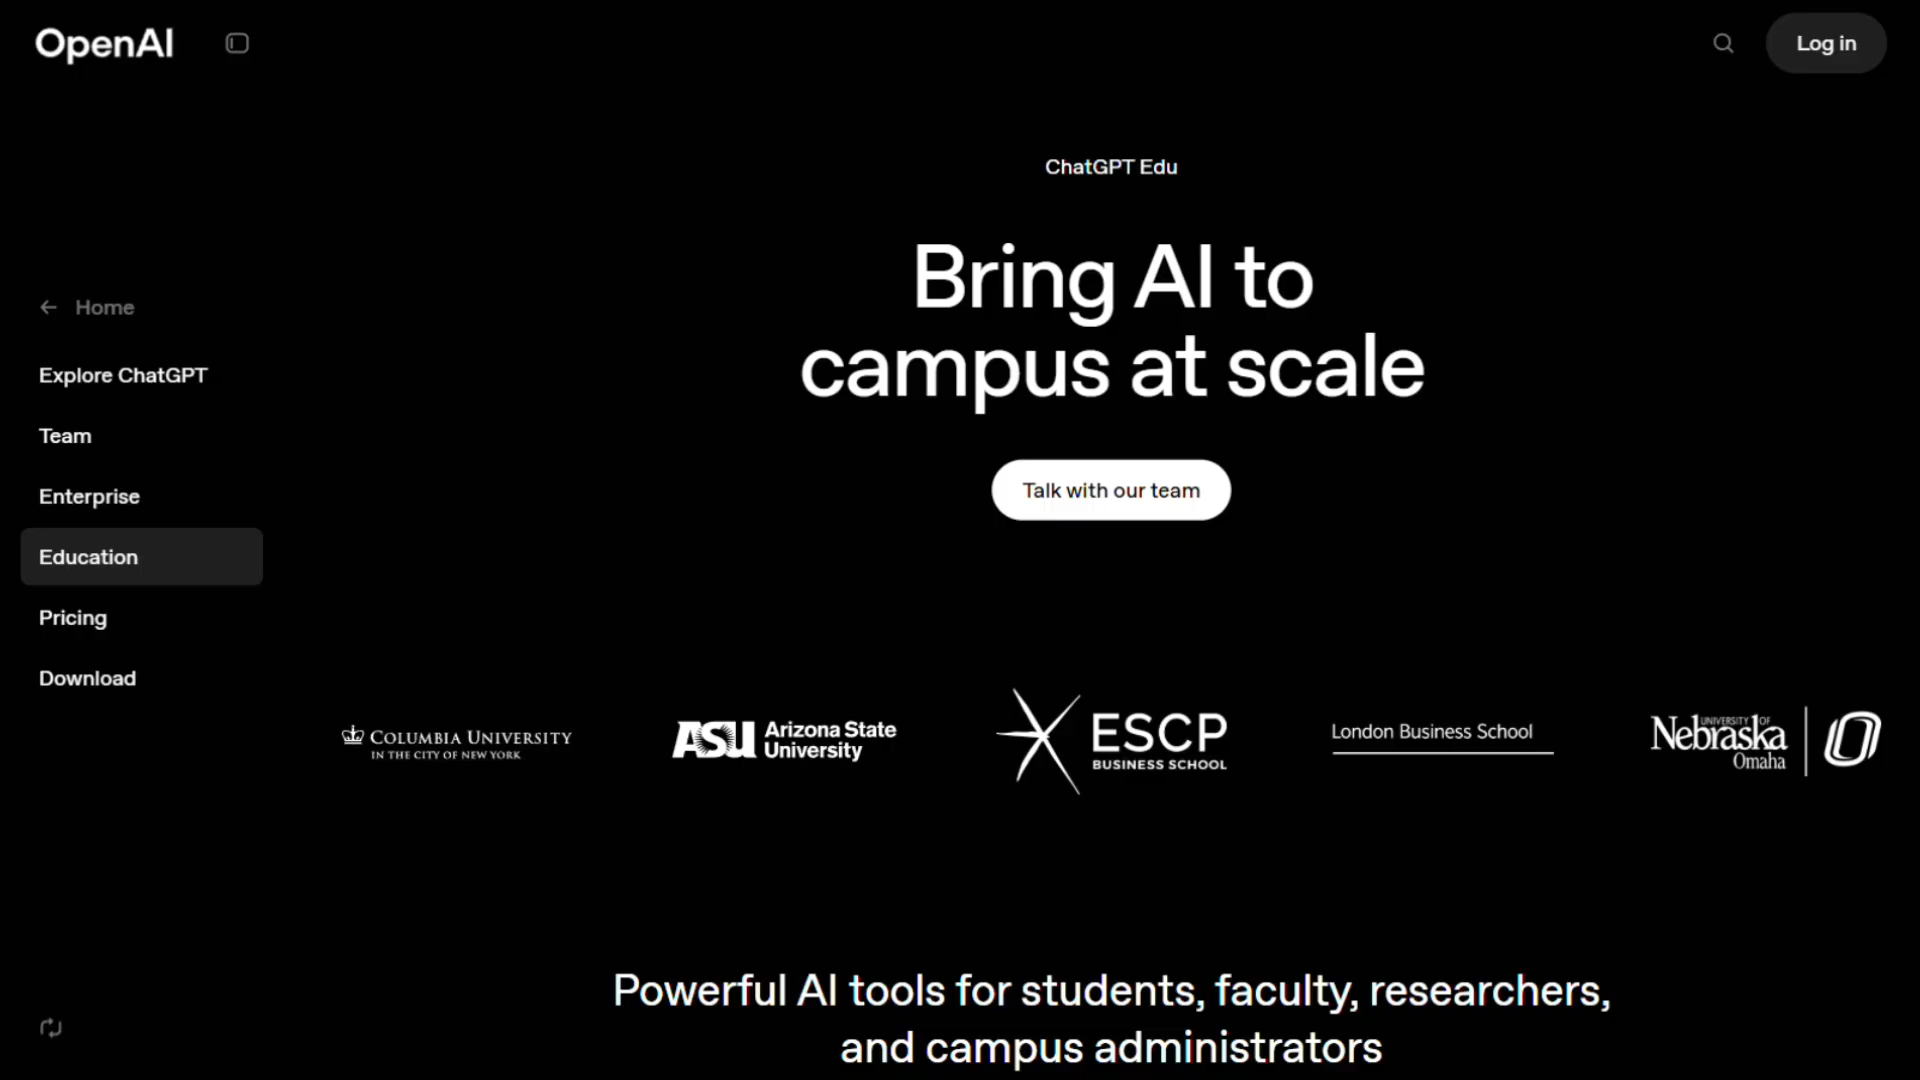 OpenAI
Log in
ChatGPT Edu
Bring AI to
campus at scale
Talk with our team
Home
Explore ChatGPT
Team
Enterprise
Education
Pricing
Download
COLUMBIA UNIVERSITY
IN THE CITY OF NEW YORK
ASU Arizona State
University
ESCP
BUSINESS SCHOOL
London Business School
UNIVERSITY OF
Nebraska
Omaha
O
Powerful AI tools for students, faculty, researchers,
and campus administrators